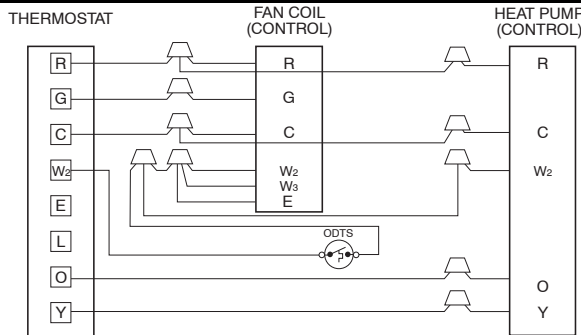 THERMOSTAT
FAN COIL
(CONTROL)
HEAT PUMP
(CONTROL)
R
R
R
G
G
C
C
C
W2
W2
W2
W3
E
E
L
ODTS
O
O
Y
Y